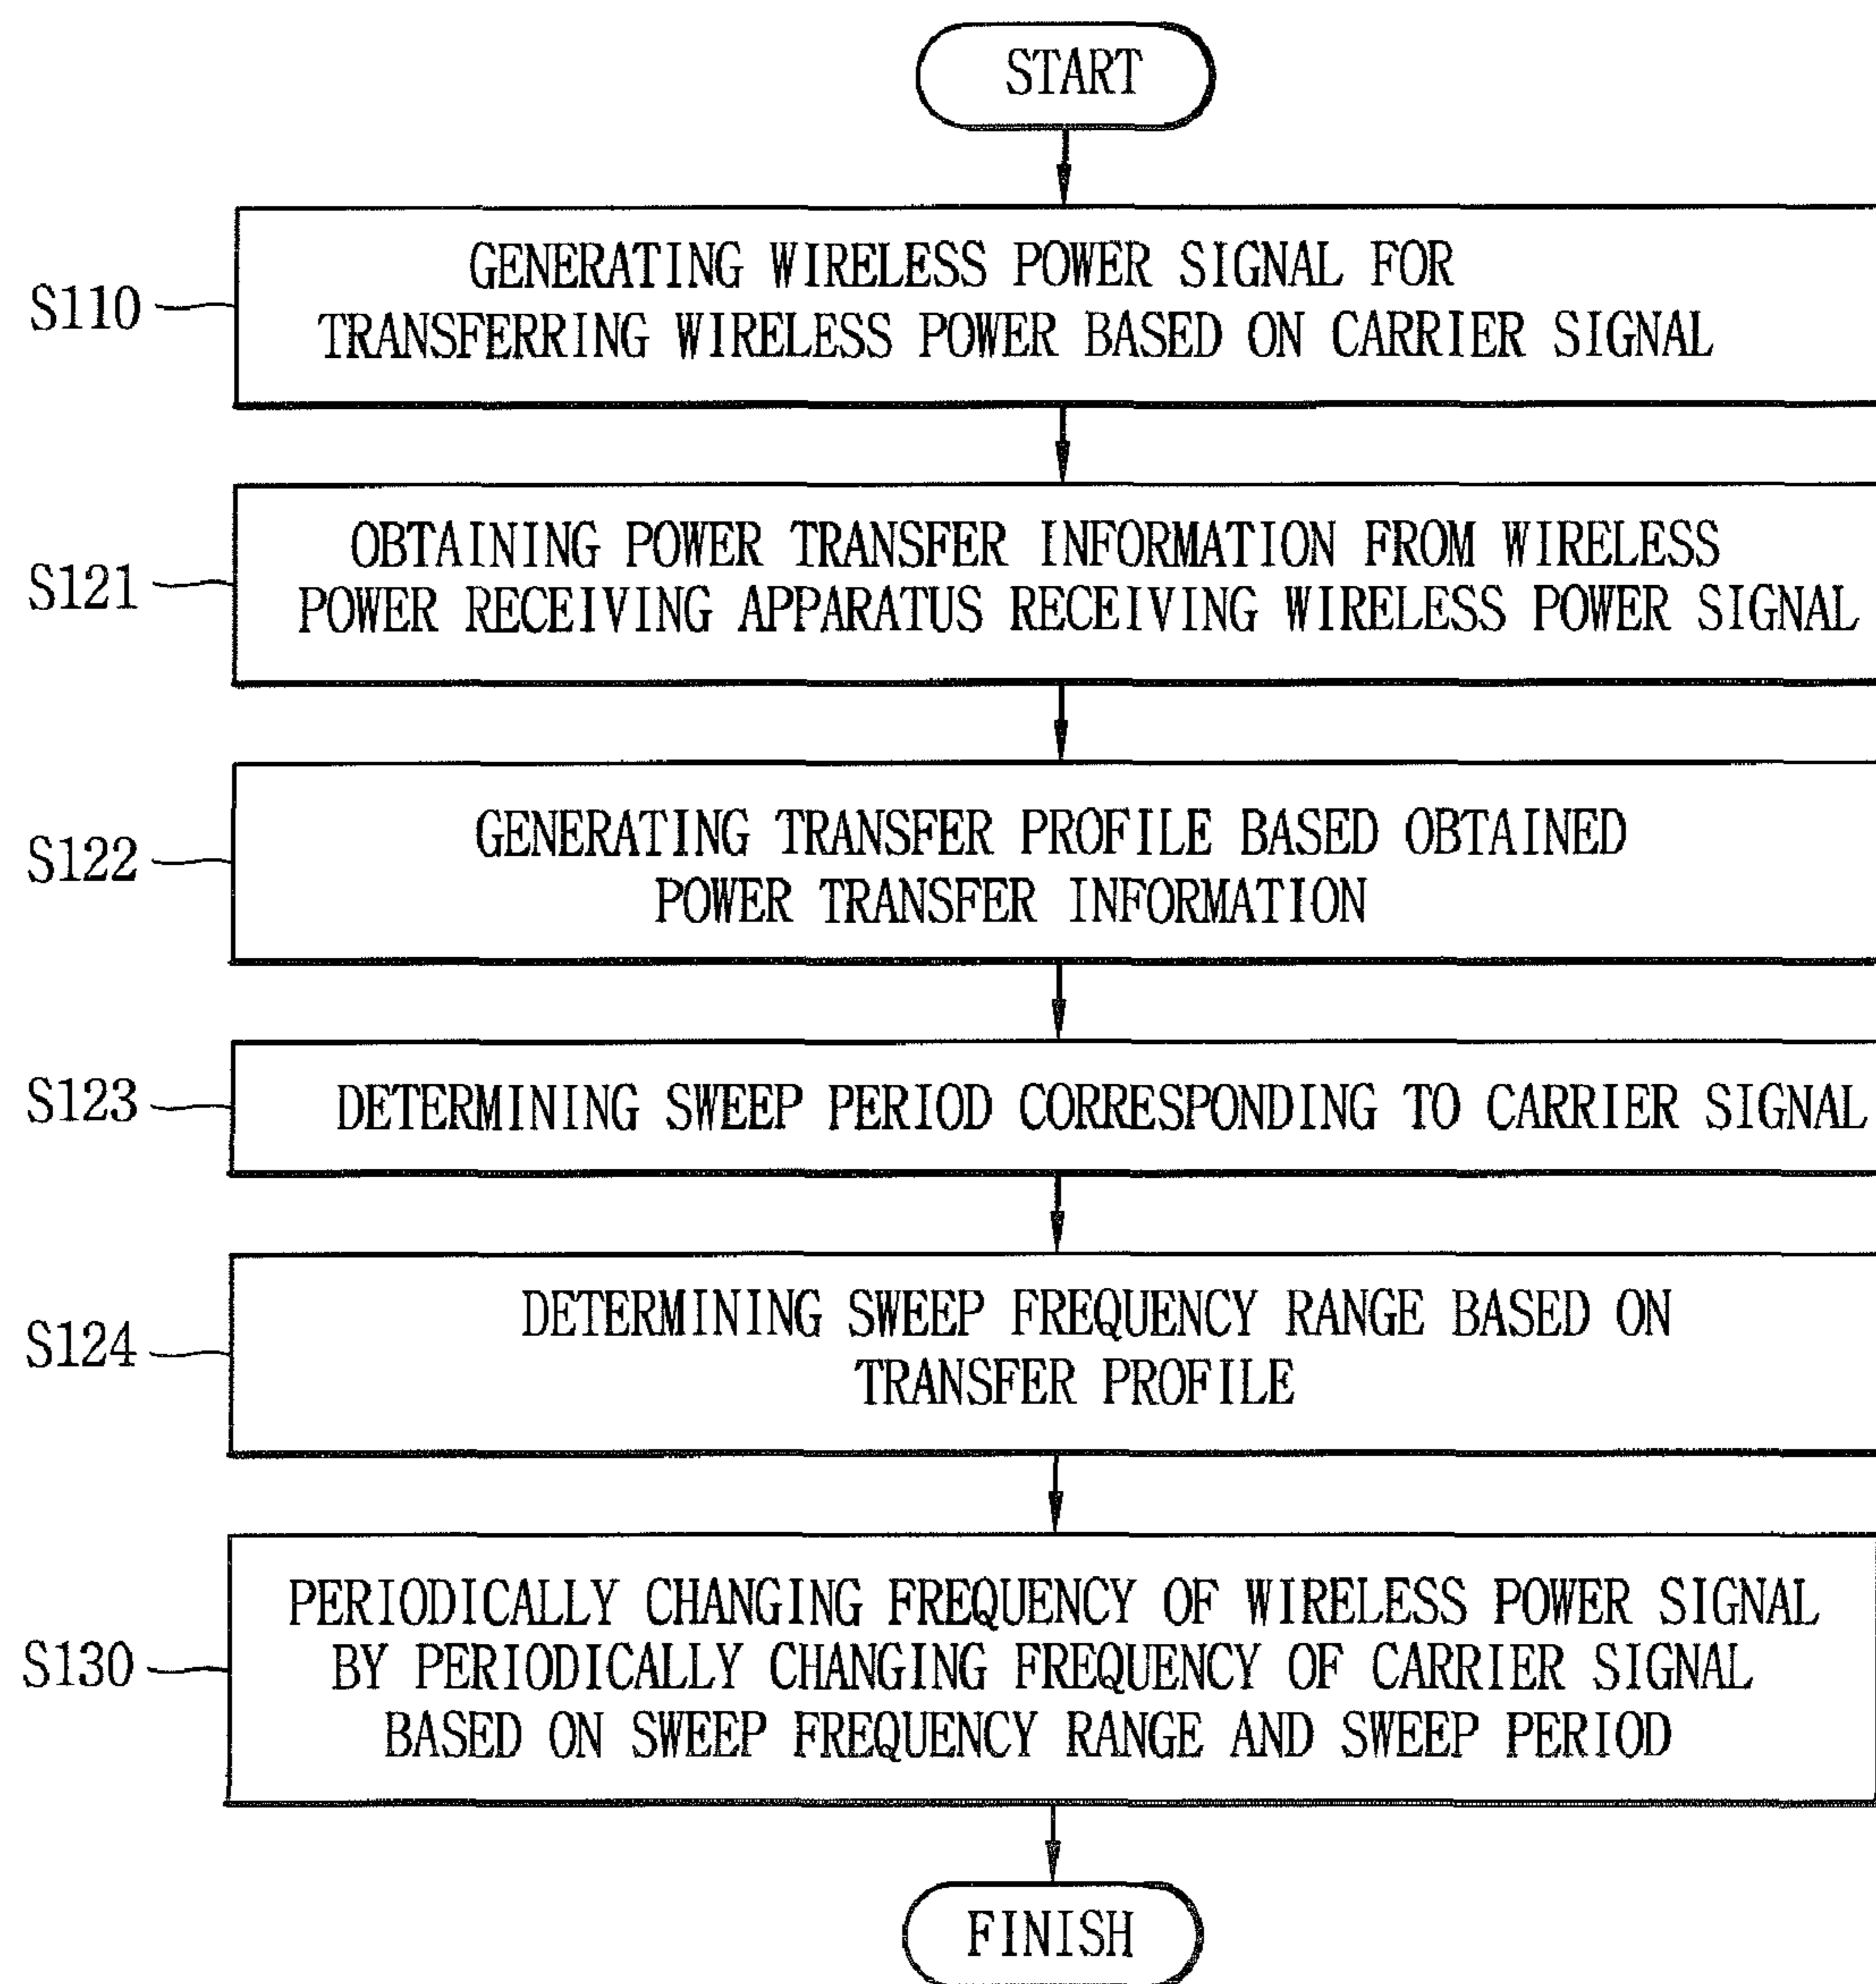 START
S110
GENERATING WIRELESS POWER SIGNAL FOR
TRANSFERRING WIRELESS POWER BASED ON CARRIER SIGNAL
S121
OBTAINING POWER TRANSFER INFORMATION FROM WIRELESS
POWER RECEIVING APPARATUS RECEIVING WIRELESS POWER SIGNAL
S122
GENERATING TRANSFER PROFILE BASED OBTAINED
POWER TRANSFER INFORMATION
S123
DETERMINING SWEEP PERIOD CORRESPONDING TO CARRIER SIGNAL
S124
DETERMINING SWEEP FREQUENCY RANGE BASED ON
TRANSFER PROFILE
S130
PERIODICALLY CHANGING FREQUENCY OF WIRELESS POWER SIGNAL
BY PERIODICALLY CHANGING FREQUENCY OF CARRIER SIGNAL
BASED ON SWEEP FREQUENCY RANGE AND SWEEP PERIOD
FINISH